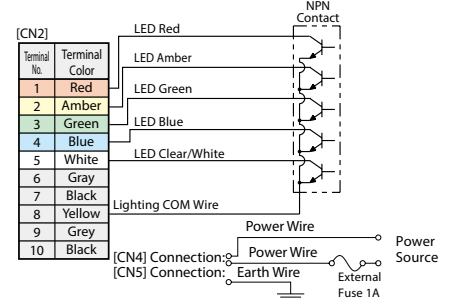 NPN
Contact
[CN2]
Terminal No.
Terminal Color
1 Red
2 Amber
3 Green
4 Blue
5 White
6 Gray
7 Black
8 Yellow
9 Grey
10 Black
LED Red
LED Amber
LED Green
LED Blue
LED Clear/White
Lighting COM Wire
Power Wire
[CN4] Connection:
Power Wire
Power
Source
[CN5] Connection:
Earth Wire
External
Fuse 1A